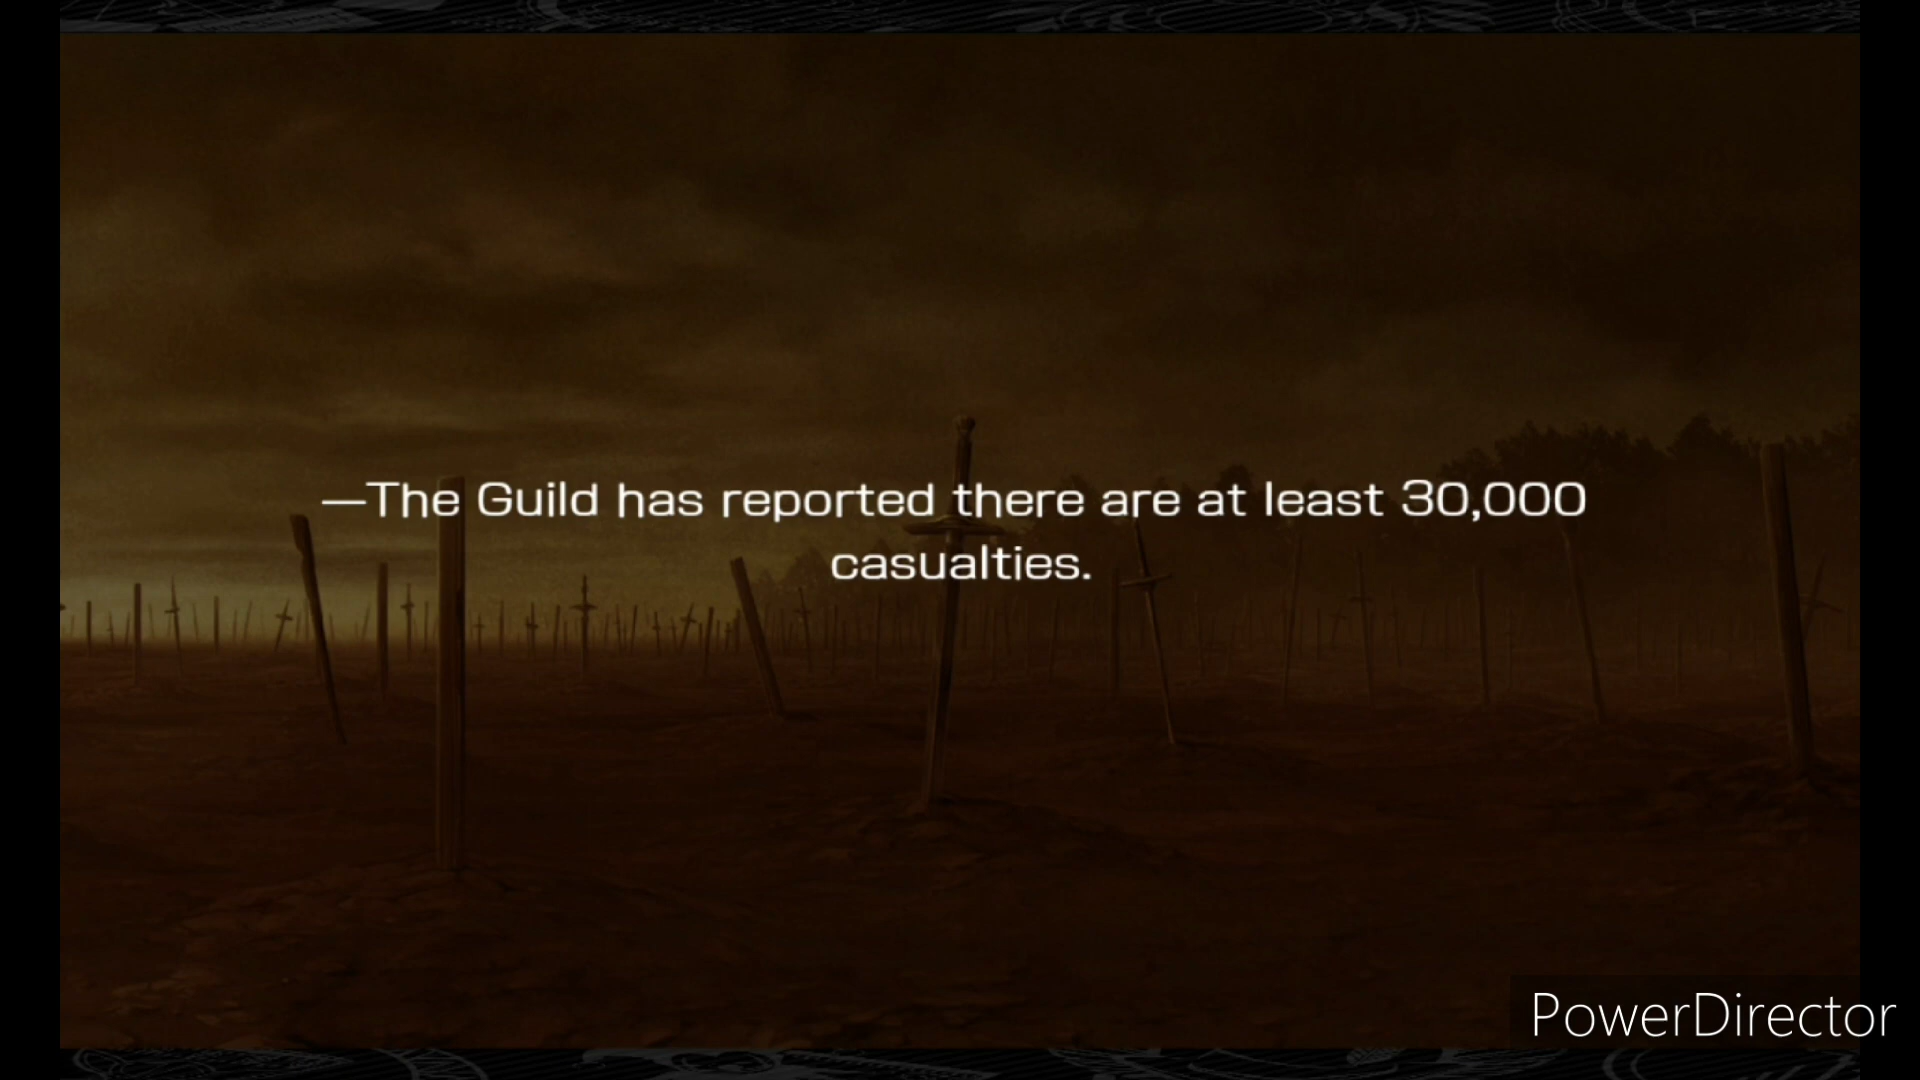 —The Guild has reported there are at least 30,000
casualties.
PowerDirector